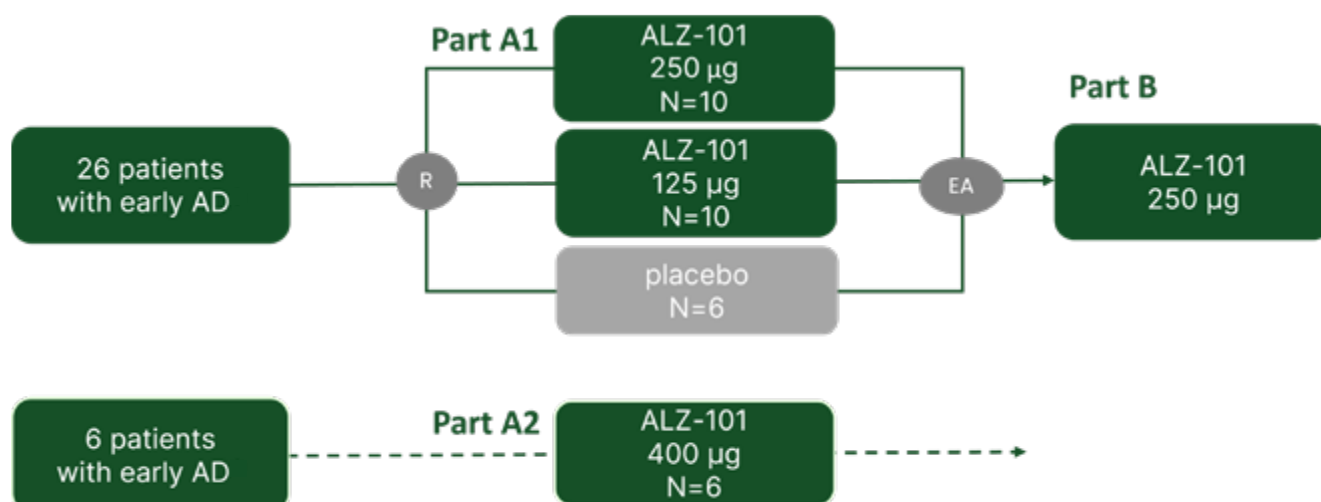 Part A1
ALZ-101
250 µg
N=10
Part B
26 patients
with early AD
R
ALZ-101
125 µg
N=10
EA
ALZ-101
250 µg
placebo
N=6
6 patients
with early AD
Part A2
ALZ-101
400 µg
N=6